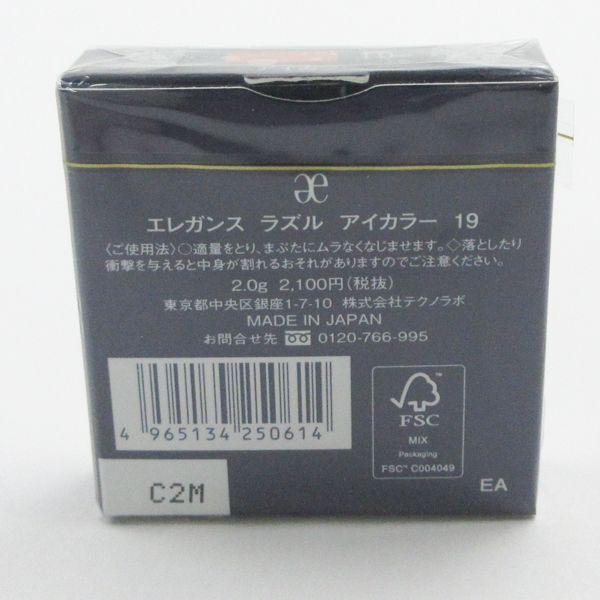 æ
エレガンス ラズル アイカラー 19
〈ご使用法〉○適量をとり、まぶたにムラなくなじませます。◇落としたり
衝撃を与えると中身が割れるおそれがありますのでご注意ください。
2.0g 2,100円(税抜)
東京都中央区銀座1-7-10 株式会社テクノラボ
MADE IN JAPAN
お問合せ先 0120-766-995
4 965134 250614
C2M
FSC
MIX
Packaging
FSC™ C004049
EA